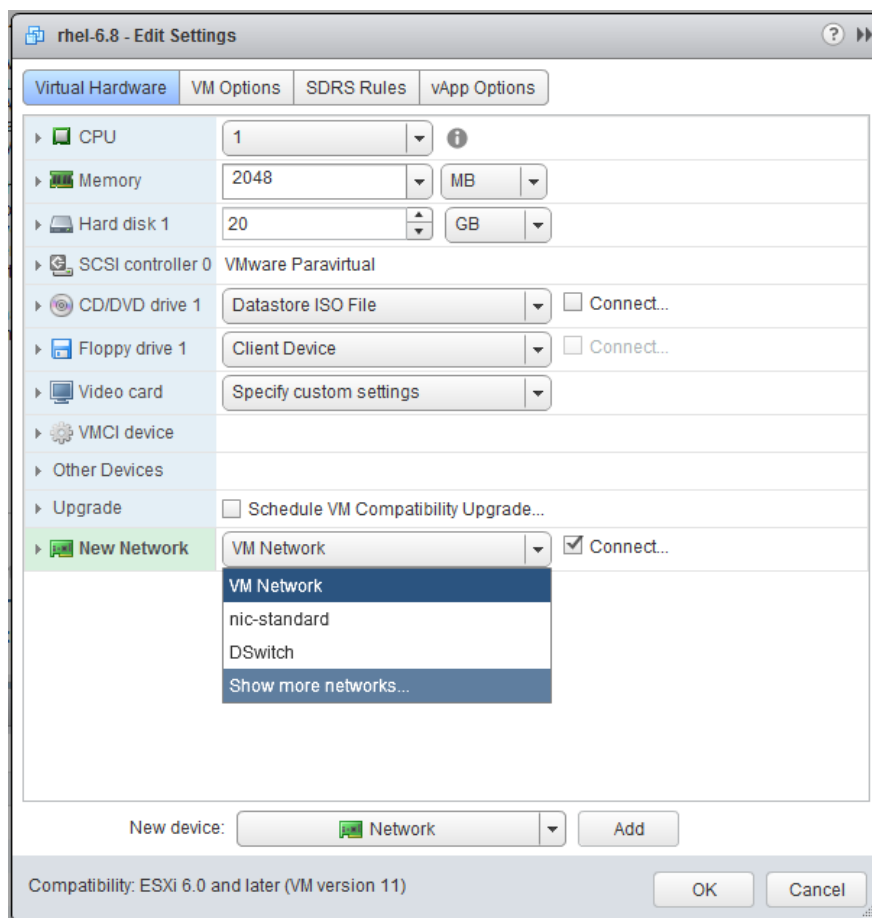 rhel-6.8 - Edit Settings
Virtual Hardware VM Options SDRS Rules vApp Options
CPU 1
Memory 2048 MB
Hard disk 1 20 GB
SCSI controller 0 VMware Paravirtual
CD/DVD drive 1 Datastore ISO File Connect...
Floppy drive 1 Client Device Connect...
Video card Specify custom settings
VMCI device
Other Devices
Upgrade Schedule VM Compatibility Upgrade...
New Network VM Network Connect...
VM Network
nic-standard
DSwitch
Show more networks...
New device: Network Add
Compatibility: ESXi 6.0 and later (VM version 11) OK Cancel